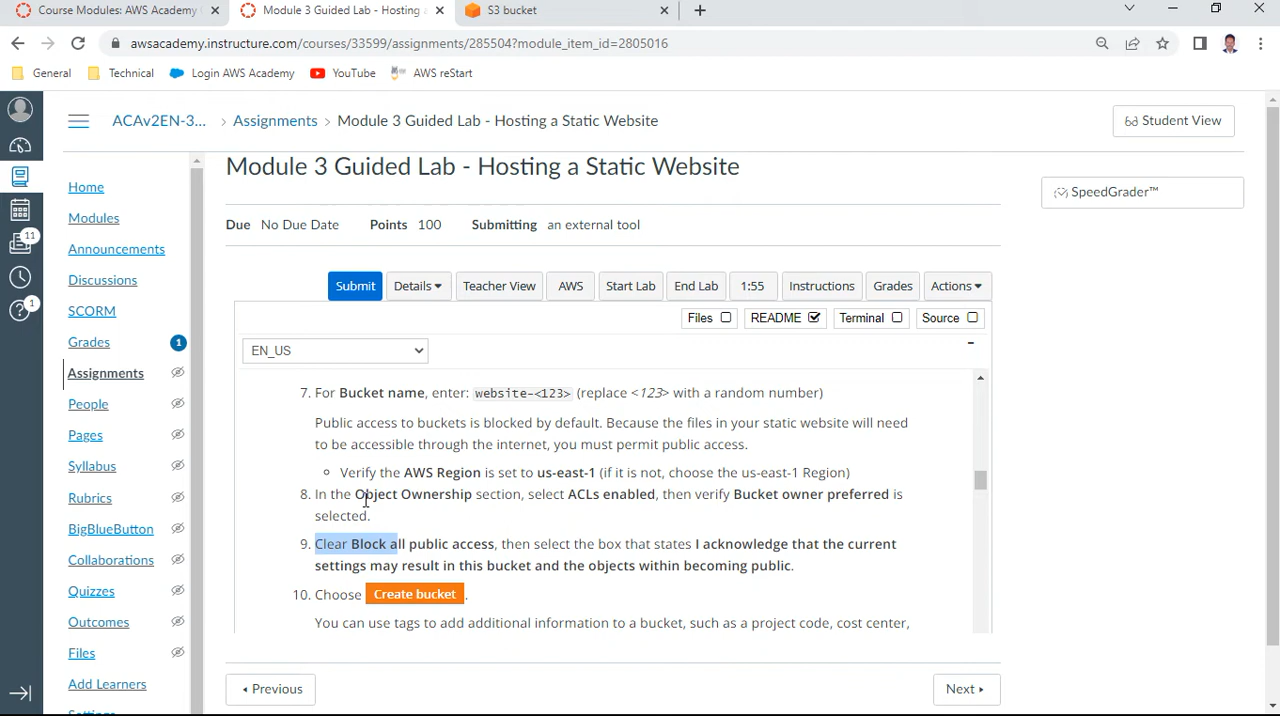 Course Modules: AWS Academy
Module 3 Guided Lab - Hosting a
S3 bucket
awsacademy.instructure.com/courses/33599/assignments/285504?module_item_id=2805016
General
Technical
Login AWS Academy
YouTube
AWS reStart
ACAv2EN-3... › Assignments › Module 3 Guided Lab - Hosting a Static Website
Student View
Module 3 Guided Lab - Hosting a Static Website
SpeedGrader™
Due No Due Date Points 100 Submitting an external tool
Home
Modules
Announcements
Discussions
SCORM
Grades 1
Assignments
People
Pages
Syllabus
Rubrics
BigBlueButton
Collaborations
Quizzes
Outcomes
Files
Add Learners
Settings
11
1
Submit Details Teacher View AWS Start Lab End Lab 1:55 Instructions Grades Actions
Files README Terminal Source
EN_US
7. For Bucket name, enter: website-<123> (replace <123> with a random number)
Public access to buckets is blocked by default. Because the files in your static website will need
to be accessible through the internet, you must permit public access.
Verify the AWS Region is set to us-east-1 (if it is not, choose the us-east-1 Region)
8. In the Object Ownership section, select ACLs enabled, then verify Bucket owner preferred is
selected.
9. Clear Block all public access, then select the box that states I acknowledge that the current
settings may result in this bucket and the objects within becoming public.
10. Choose Create bucket.
You can use tags to add additional information to a bucket, such as a project code, cost center,
Previous
Next